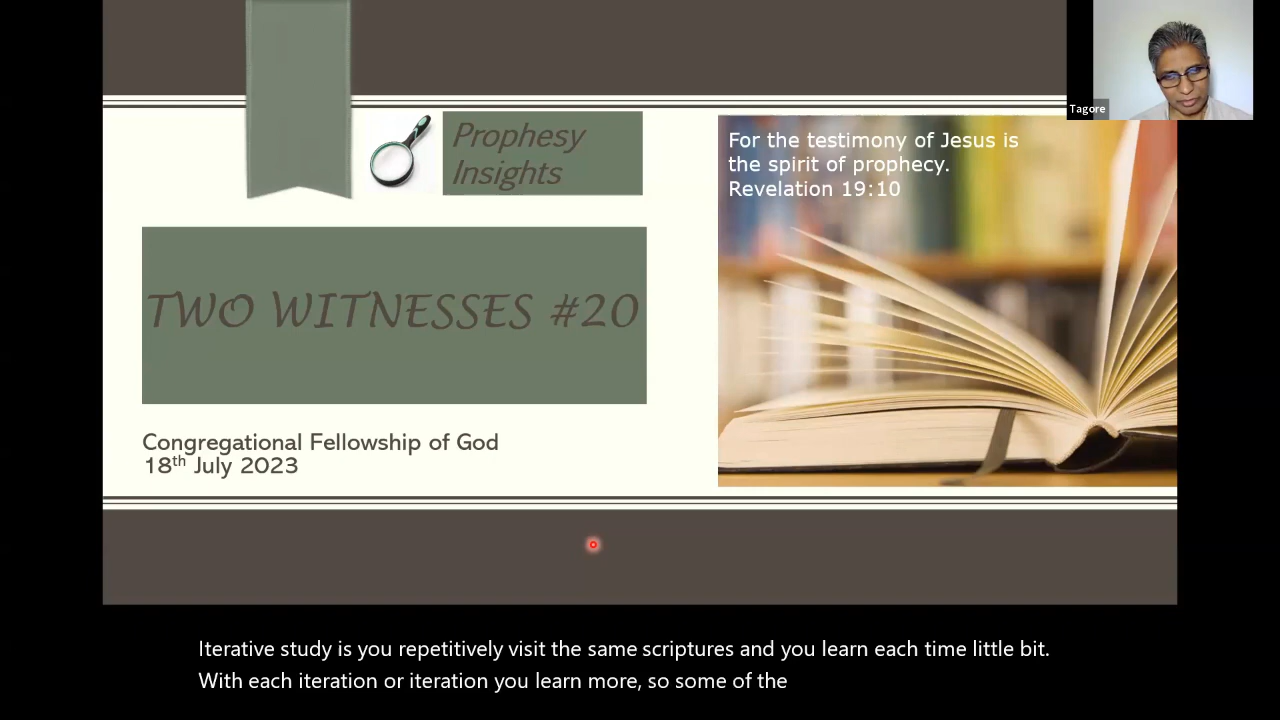 Prophesy
Insights
TWO WITNESSES #20
Congregational Fellowship of God
18th July 2023
For the testimony of Jesus is
the spirit of prophecy.
Revelation 19:10
Tagore
Iterative study is you repetitively visit the same scriptures and you learn each time little bit.
With each iteration or iteration you learn more, so some of the